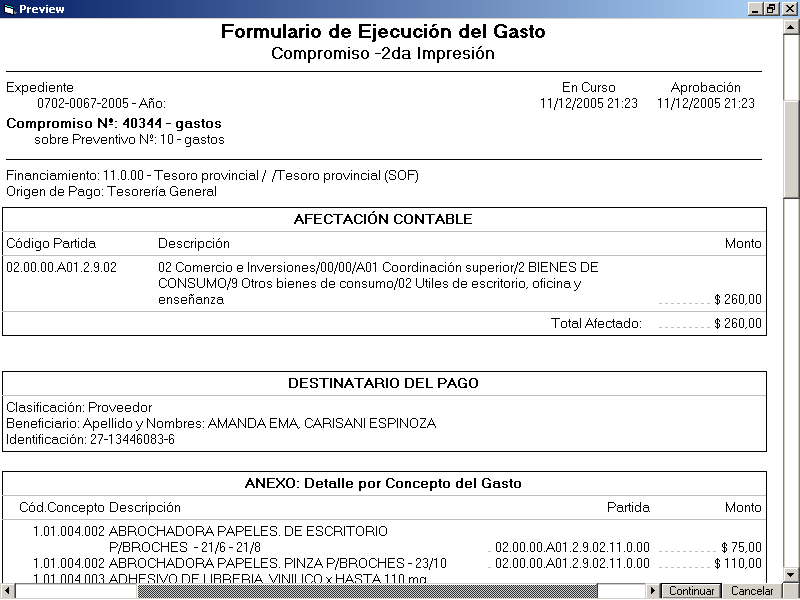 Preview
Formulario de Ejecución del Gasto
Compromiso -2da Impresión
Expediente
En Curso
Aprobación
0702-0067-2005 - Año:
11/12/2005 21:23
11/12/2005 21:23
Compromiso Nº: 40344 - gastos
sobre Preventivo Nº: 10 - gastos
Financiamiento: 11.0.00 - Tesoro provincial / /Tesoro provincial (SOF)
Origen de Pago: Tesorería General
AFECTACIÓN CONTABLE
Código Partida Descripción Monto
02.00.00.A01.2.9.02 02 Comercio e Inversiones/00/00/A01 Coordinación superior/2 BIENES DE
CONSUMO/9 Otros bienes de consumo/02 Utiles de escritorio, oficina y
enseñanza $ 260,00
Total Afectado: $ 260,00
DESTINATARIO DEL PAGO
Clasificación: Proveedor
Beneficiario: Apellido y Nombres: AMANDA EMA, CARISANI ESPINOZA
Identificación: 27-13446083-6
ANEXO: Detalle por Concepto del Gasto
Cód.Concepto Descripción Partida Monto
1.01.004.002 ABROCHADORA PAPELES. DE ESCRITORIO
P/BROCHES - 21/6 - 21/8 02.00.00.A01.2.9.02.11.0.00 $ 75,00
1.01.004.002 ABROCHADORA PAPELES. PINZA P/BROCHES - 23/10 02.00.00.A01.2.9.02.11.0.00 $ 110,00
1.01.004.003 ADHESIVO DE LIBRERIA. VINILICO x HASTA 110 mg
Continuar Cancelar